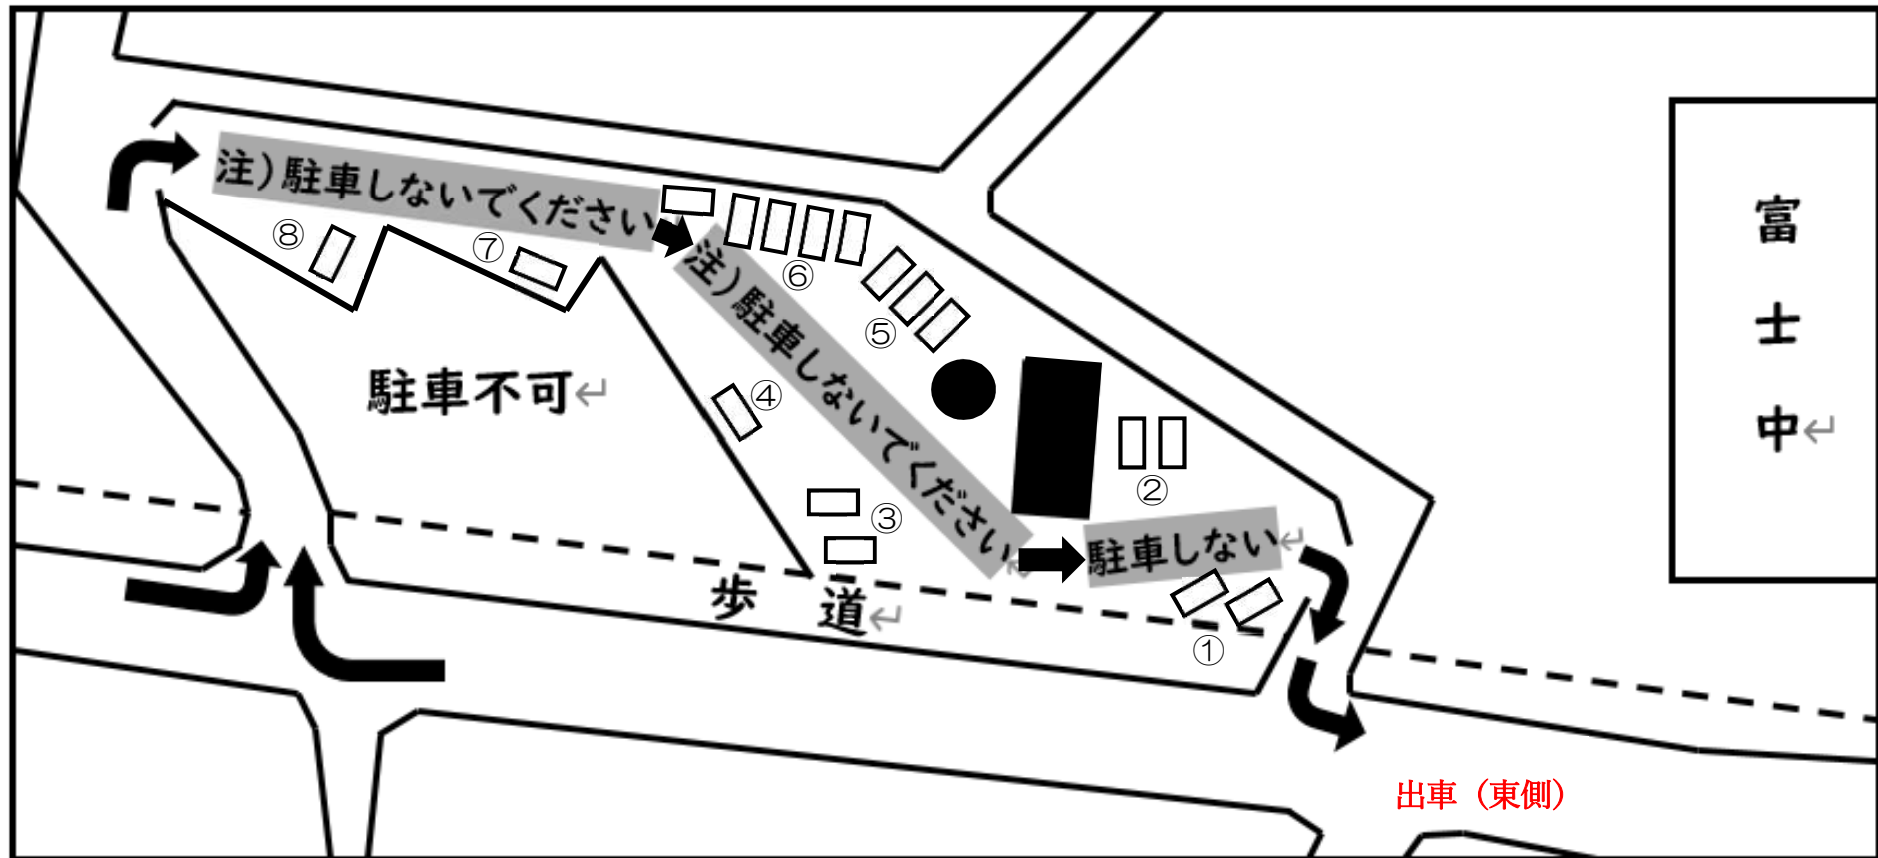 注）駐車しないでください
⑧
⑦
注）駐車しないでください
⑥
⑤
④
駐車不可↵
富
士
中↵
②
③
駐車しない↵
歩　道↵
①
出車（東側）